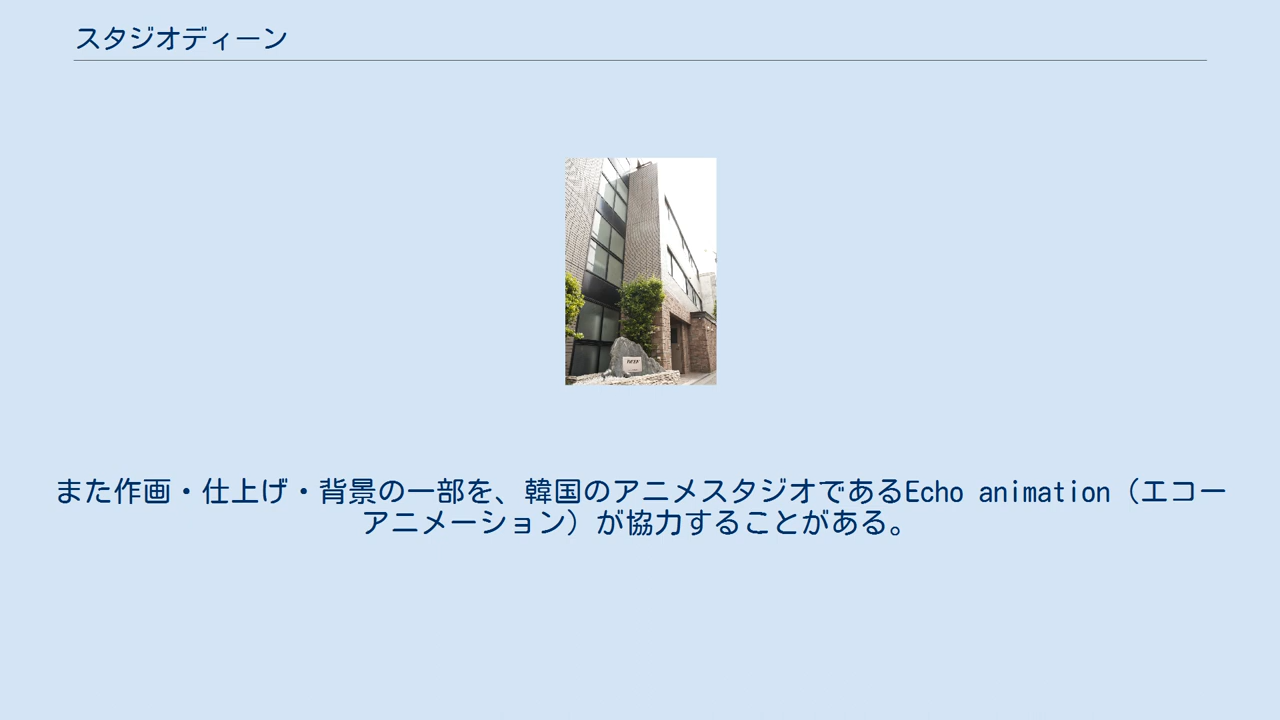 スタジオディーン
また作画・仕上げ・背景の一部を、韓国のアニメスタジオであるEcho animation（エコー
アニメーション）が協力することがある。